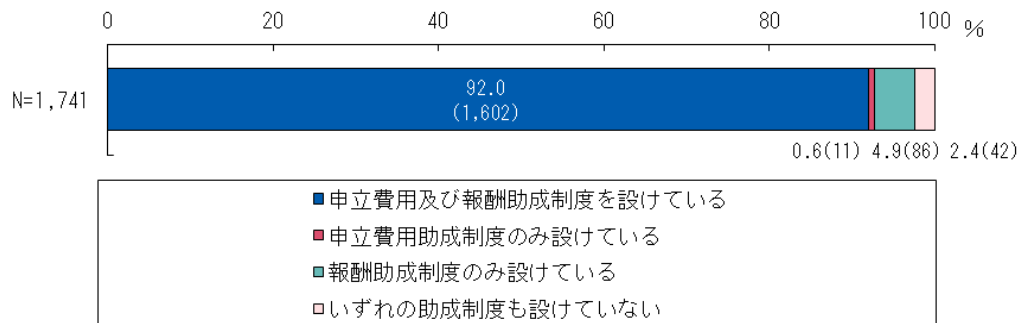 0 20 40 60 80 100 %
N=1,741
92.0
(1,602)
0.6(11) 4.9(86) 2.4(42)
申立費用及び報酬助成制度を設けている
申立費用助成制度のみ設けている
報酬助成制度のみ設けている
いずれの助成制度も設けていない